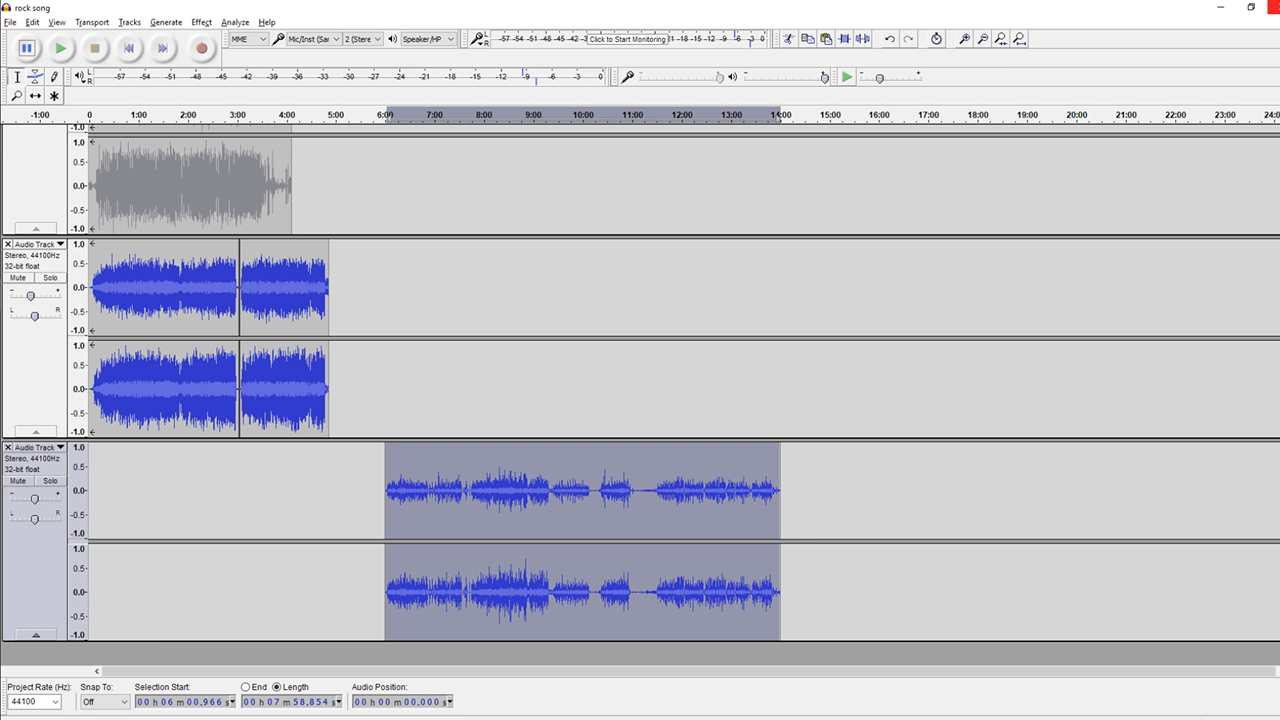 rock song
File Edit View Transport Tracks Generate Effect Analyze Help
MME Mic/Inst (Sar 2 (Stere Speaker/HP L R -57 -54 -51 -48 -45 -42 -3 Click to Start Monitoring -18 -15 -12 -9 -6 -3 0
L R -57 -54 -51 -48 -45 -42 -39 -36 -33 -30 -27 -24 -21 -18 -15 -12 -9 -6 -3 0 - + - + - +
-1:00 0 1:00 2:00 3:00 4:00 5:00 6:00 7:00 8:00 9:00 10:00 11:00 12:00 13:00 14:00 15:00 16:00 17:00 18:00 19:00 20:00 21:00 22:00 23:00 24:0
-1.0
1.0
0.5-
0.0-
-0.5-
-1.0
X Audio Track 1.0
Stereo, 44100Hz
32-bit float 0.5-
Mute Solo
- + 0.0-
L R -0.5-
-1.0
1.0
0.5-
0.0-
-0.5-
-1.0
X Audio Track 1.0
Stereo, 44100Hz
32-bit float 0.5-
Mute Solo
- + 0.0-
L R -0.5-
-1.0
1.0
0.5-
0.0-
-0.5-
-1.0
Project Rate (Hz): Snap To: Selection Start: End Length Audio Position:
44100 Off 00 h 06 m 00.966 s 00 h 07 m 58.854 s 00 h 00 m 00.000 s